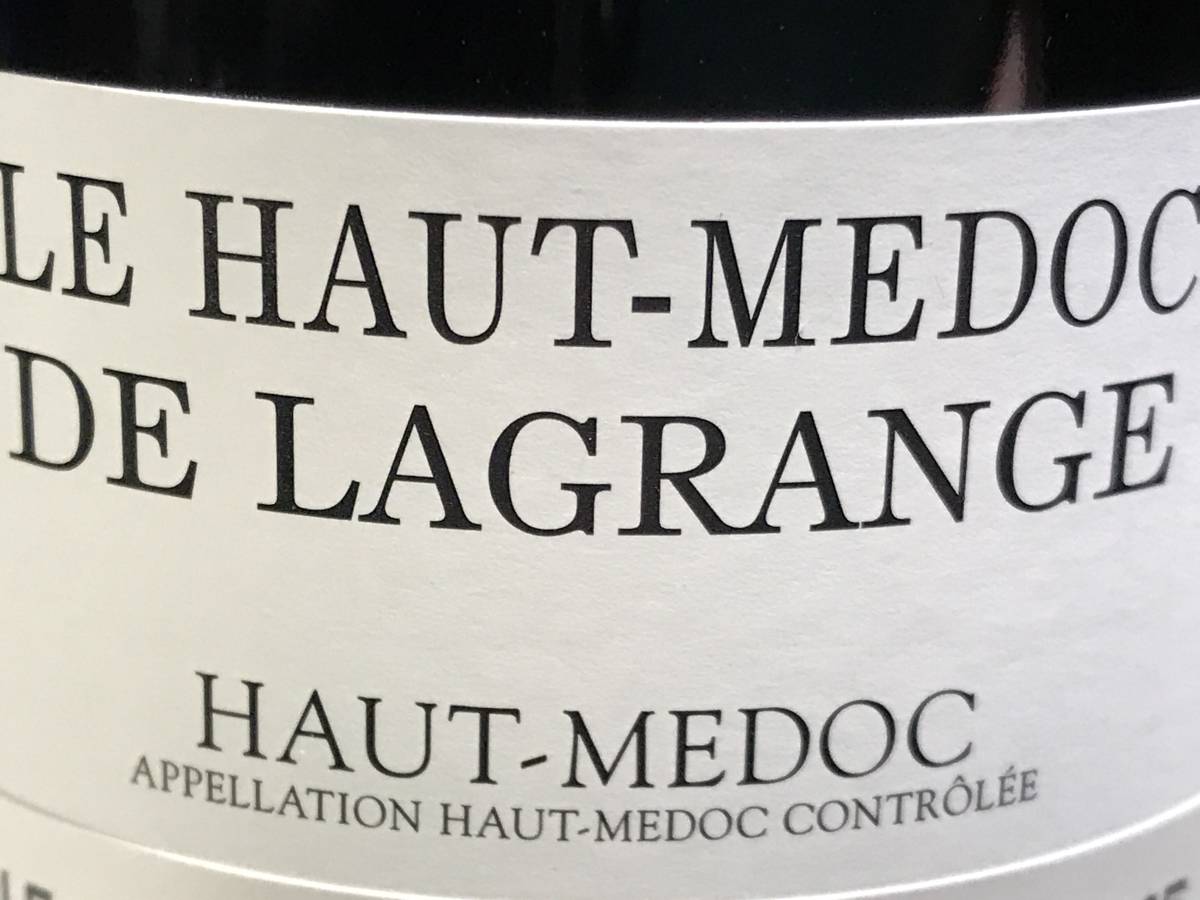 LE HAUT-MEDOC
DE LAGRANGE
HAUT-MEDOC
APPELLATION HAUT-MEDOC CONTRÔLÉE